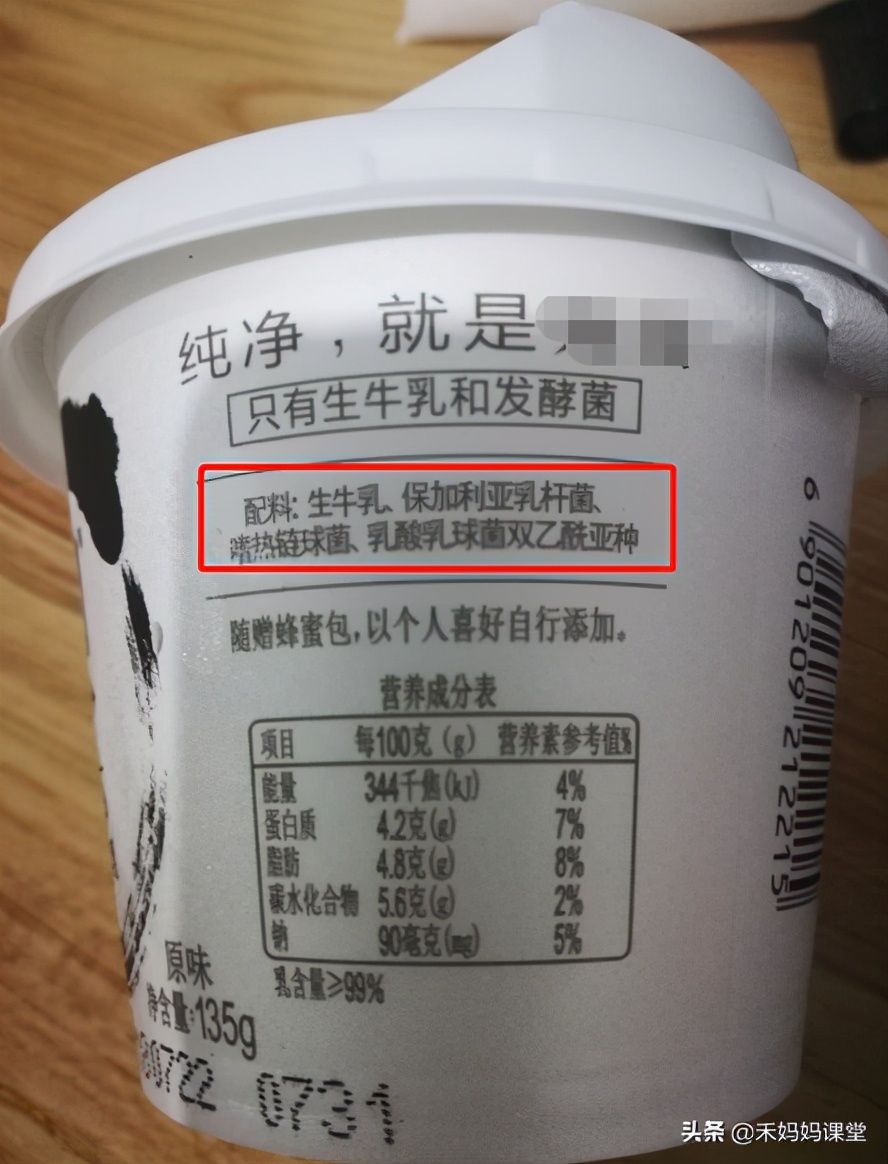 纯净，就是
只有生牛乳和发酵菌
配料: 生牛乳、保加利亚乳杆菌、
嗜热链球菌、乳酸乳球菌双乙酰亚种
随赠蜂蜜包，以个人喜好自行添加。
营养成分表
项目 每100克（g） 营养素参考值%
能量 344千焦(kJ) 4%
蛋白质 4.2克(g) 7%
脂肪 4.8克(g) 8%
碳水化合物 5.6克(g) 2%
钠 90毫克(mg) 5%
乳含量≥99%
原味
净含量:135g
0731
6 901209 212215
头条 @禾妈妈课堂